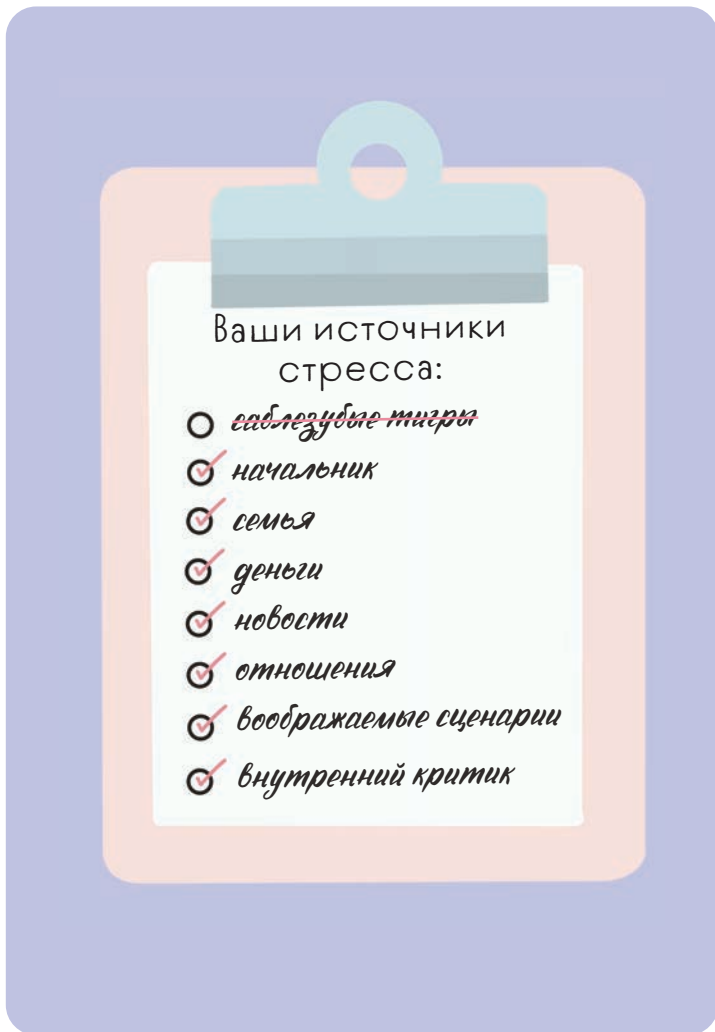 Ваши источники
стресса:
саблезубые тигры
начальник
семья
деньги
новости
отношения
воображаемые сценарии
внутренний критик